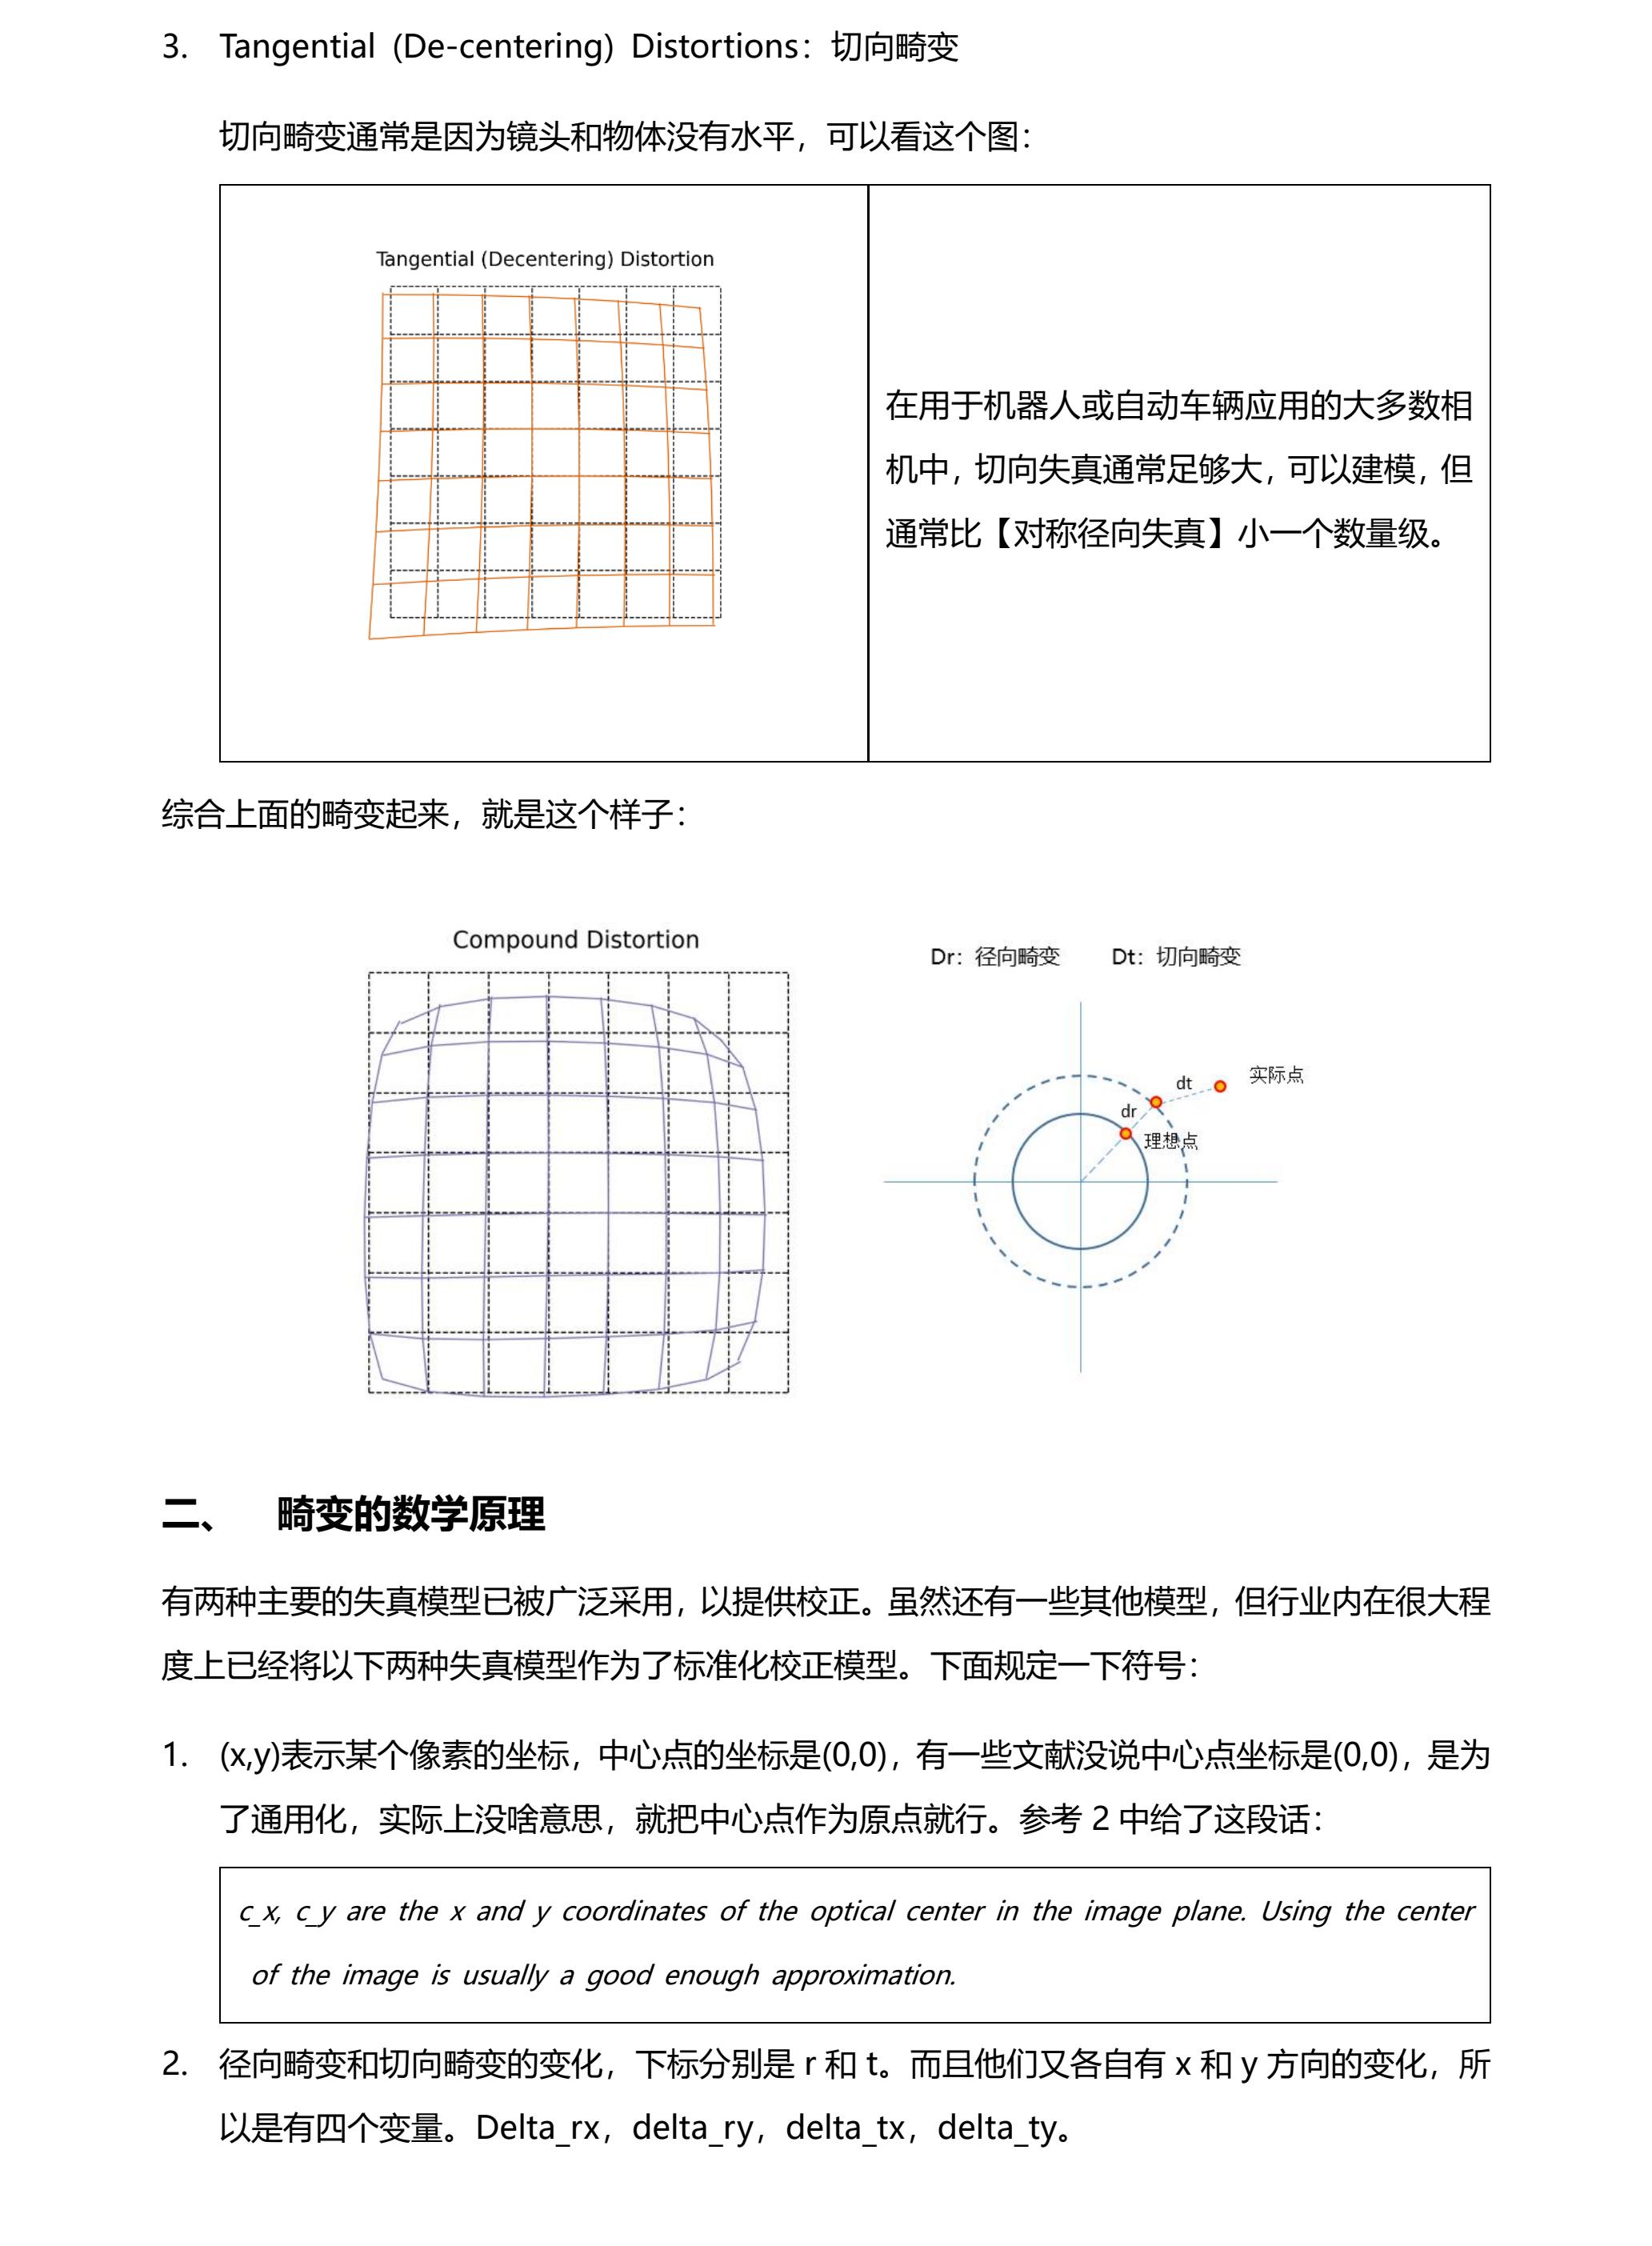 3. Tangential (De-centering) Distortions：切向畸变
切向畸变通常是因为镜头和物体没有水平，可以看这个图：
Tangential (Decentering) Distortion
在用于机器人或自动车辆应用的大多数相
机中，切向失真通常足够大，可以建模，但
通常比【对称径向失真】小一个数量级。
综合上面的畸变起来，就是这个样子：
Compound Distortion
Dr：径向畸变 Dt：切向畸变
dt
实际点
dr
理想点
二、 畸变的数学原理
有两种主要的失真模型已被广泛采用，以提供校正。虽然还有一些其他模型，但行业内在很大程
度上已经将以下两种失真模型作为了标准化校正模型。下面规定一下符号：
1. (x,y)表示某个像素的坐标，中心点的坐标是(0,0)，有一些文献没说中心点坐标是(0,0)，是为
了通用化，实际上没啥意思，就把中心点作为原点就行。参考 2 中给了这段话：
c_x, c_y are the x and y coordinates of the optical center in the image plane. Using the center
of the image is usually a good enough approximation.
2. 径向畸变和切向畸变的变化，下标分别是 r 和 t。而且他们又各自有 x 和 y 方向的变化，所
以是有四个变量。Delta_rx，delta_ry，delta_tx，delta_ty。